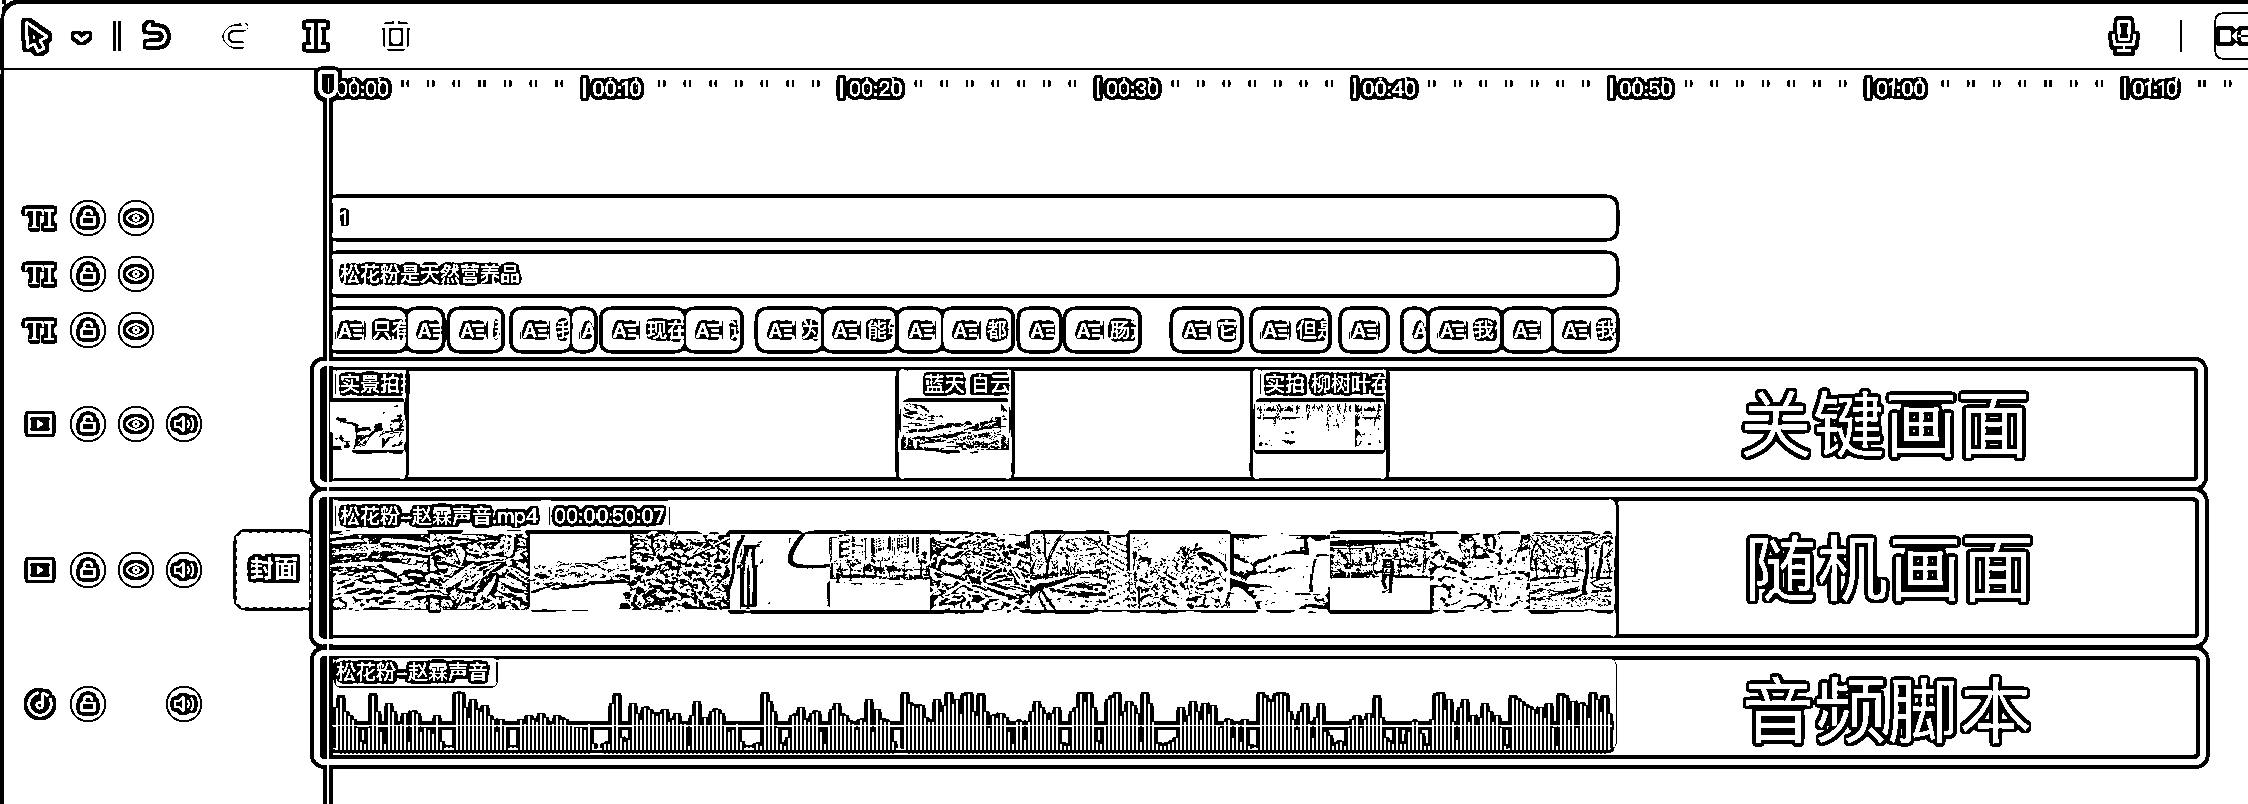 00:00 00:10 00:20 00:30 00:40 00:50 01:00 01:10
松花粉是天然营养品
只有 现在 为 能 都 肠 它 但是 我 我
实景拍 蓝天 白云 实拍 柳树叶在
关键画面
松花粉-赵霖声音.mp4 00:00:50:07
封面
随机画面
松花粉-赵霖声音
音频脚本